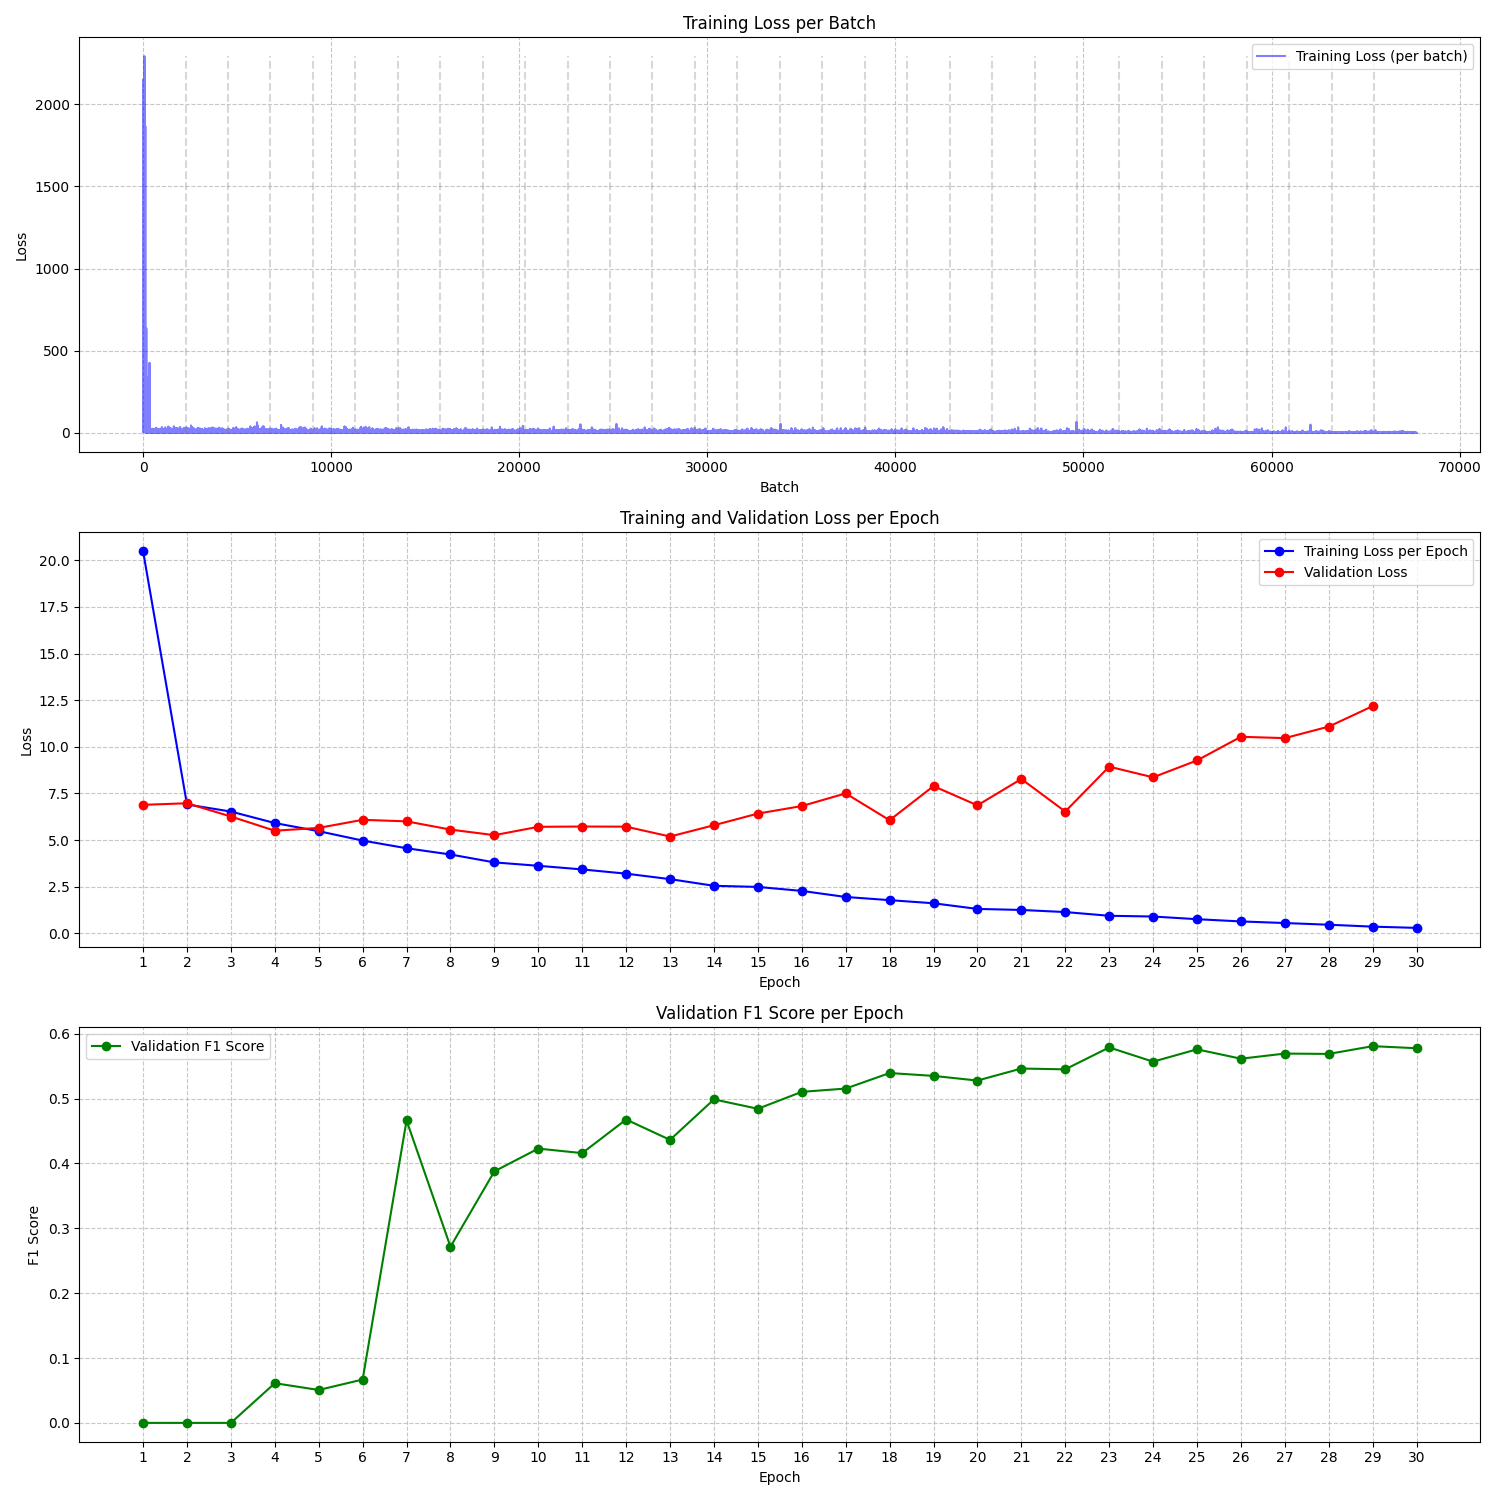 Training Loss per Batch
Training Loss (per batch)
Loss
2000
1500
1000
500
0
0 10000 20000 30000 40000 50000 60000 70000
Batch
Training and Validation Loss per Epoch
Training Loss per Epoch
Validation Loss
Loss
20.0
17.5
15.0
12.5
10.0
7.5
5.0
2.5
0.0
1 2 3 4 5 6 7 8 9 10 11 12 13 14 15 16 17 18 19 20 21 22 23 24 25 26 27 28 29 30
Epoch
Validation F1 Score per Epoch
Validation F1 Score
F1 Score
0.6
0.5
0.4
0.3
0.2
0.1
0.0
1 2 3 4 5 6 7 8 9 10 11 12 13 14 15 16 17 18 19 20 21 22 23 24 25 26 27 28 29 30
Epoch